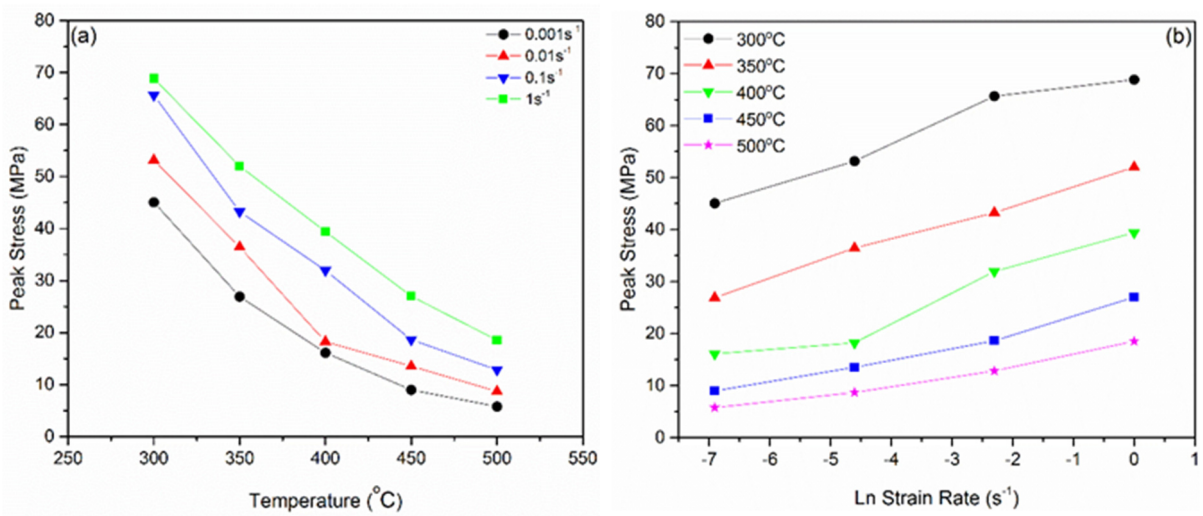 (a)
0.001s⁻¹
0.01s⁻¹
0.1s⁻¹
1s⁻¹
80
70
60
50
40
30
20
10
0
Peak Stress (MPa)
250 300 350 400 450 500 550
Temperature (°C)
(b)
300°C
350°C
400°C
450°C
500°C
80
70
60
50
40
30
20
10
0
Peak Stress (MPa)
-7 -6 -5 -4 -3 -2 -1 0 1
Ln Strain Rate (s⁻¹)